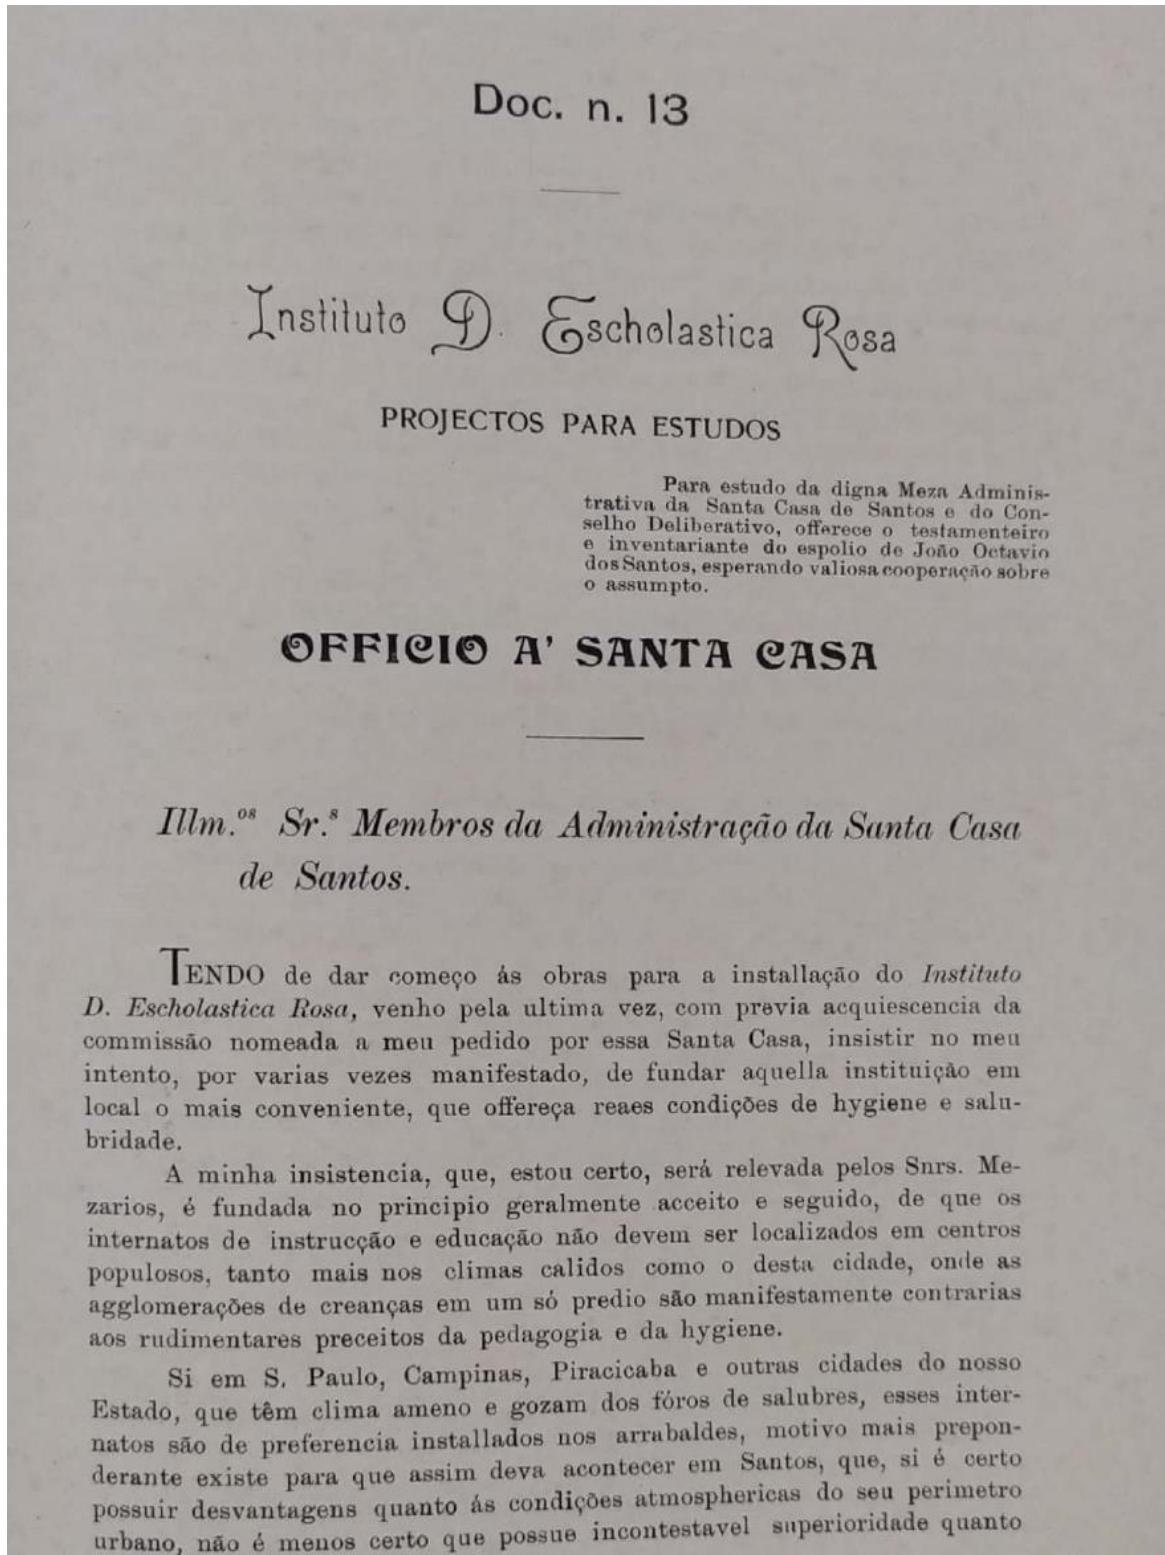 Doc. n. 13
Instituto D. Escholastica Rosa
PROJECTOS PARA ESTUDOS
Para estudo da digna Meza Adminis-
trativa da Santa Casa de Santos e do Con-
selho Deliberativo, offerece o testamenteiro
e inventariante do espolio de João Octavio
dos Santos, esperando valiosa cooperação sobre
o assumpto.
OFFICIO A' SANTA CASA
Illm.os Sr.s Membros da Administração da Santa Casa
de Santos.
TENDO de dar começo ás obras para a installação do Instituto
D. Escholastica Rosa, venho pela ultima vez, com previa acquiescencia da
commissão nomeada a meu pedido por essa Santa Casa, insistir no meu
intento, por varias vezes manifestado, de fundar aquella instituição em
local o mais conveniente, que offereça reaes condições de hygiene e salu-
bridade.
A minha insistencia, que, estou certo, será relevada pelos Snrs. Me-
zarios, é fundada no principio geralmente acceito e seguido, de que os
internatos de instrucção e educação não devem ser localizados em centros
populosos, tanto mais nos climas calidos como o desta cidade, onde as
agglomerações de creanças em um só predio são manifestamente contrarias
aos rudimentares preceitos da pedagogia e da hygiene.
Si em S. Paulo, Campinas, Piracicaba e outras cidades do nosso
Estado, que têm clima ameno e gozam dos fóros de salubres, esses inter-
natos são de preferencia installados nos arrabaldes, motivo mais prepon-
derante existe para que assim deva acontecer em Santos, que, si é certo
possuir desvantagens quanto ás condições atmosphericas do seu perimetro
urbano, não é menos certo que possue incontestavel superioridade quanto